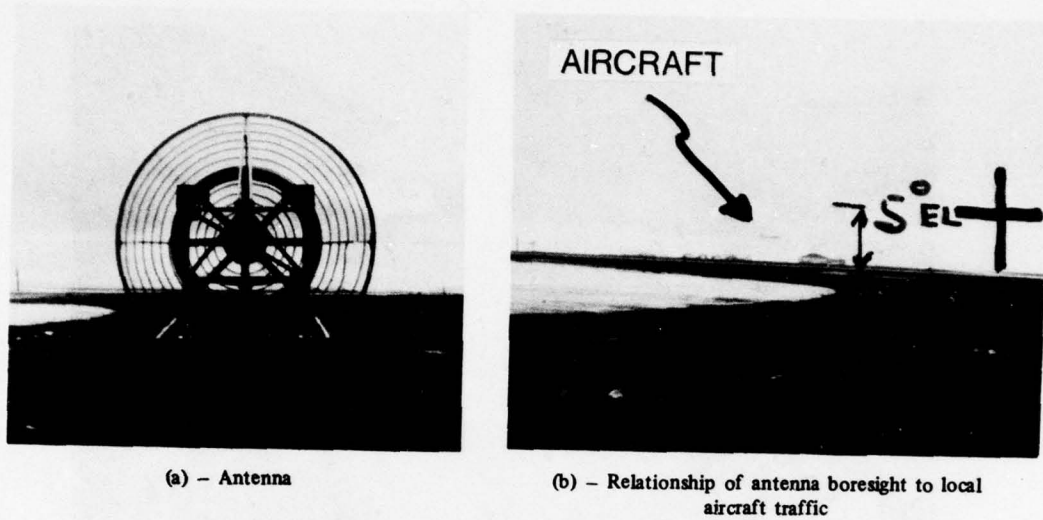 AIRCRAFT
5° EL
(a) – Antenna
(b) – Relationship of antenna boresight to local
aircraft traffic